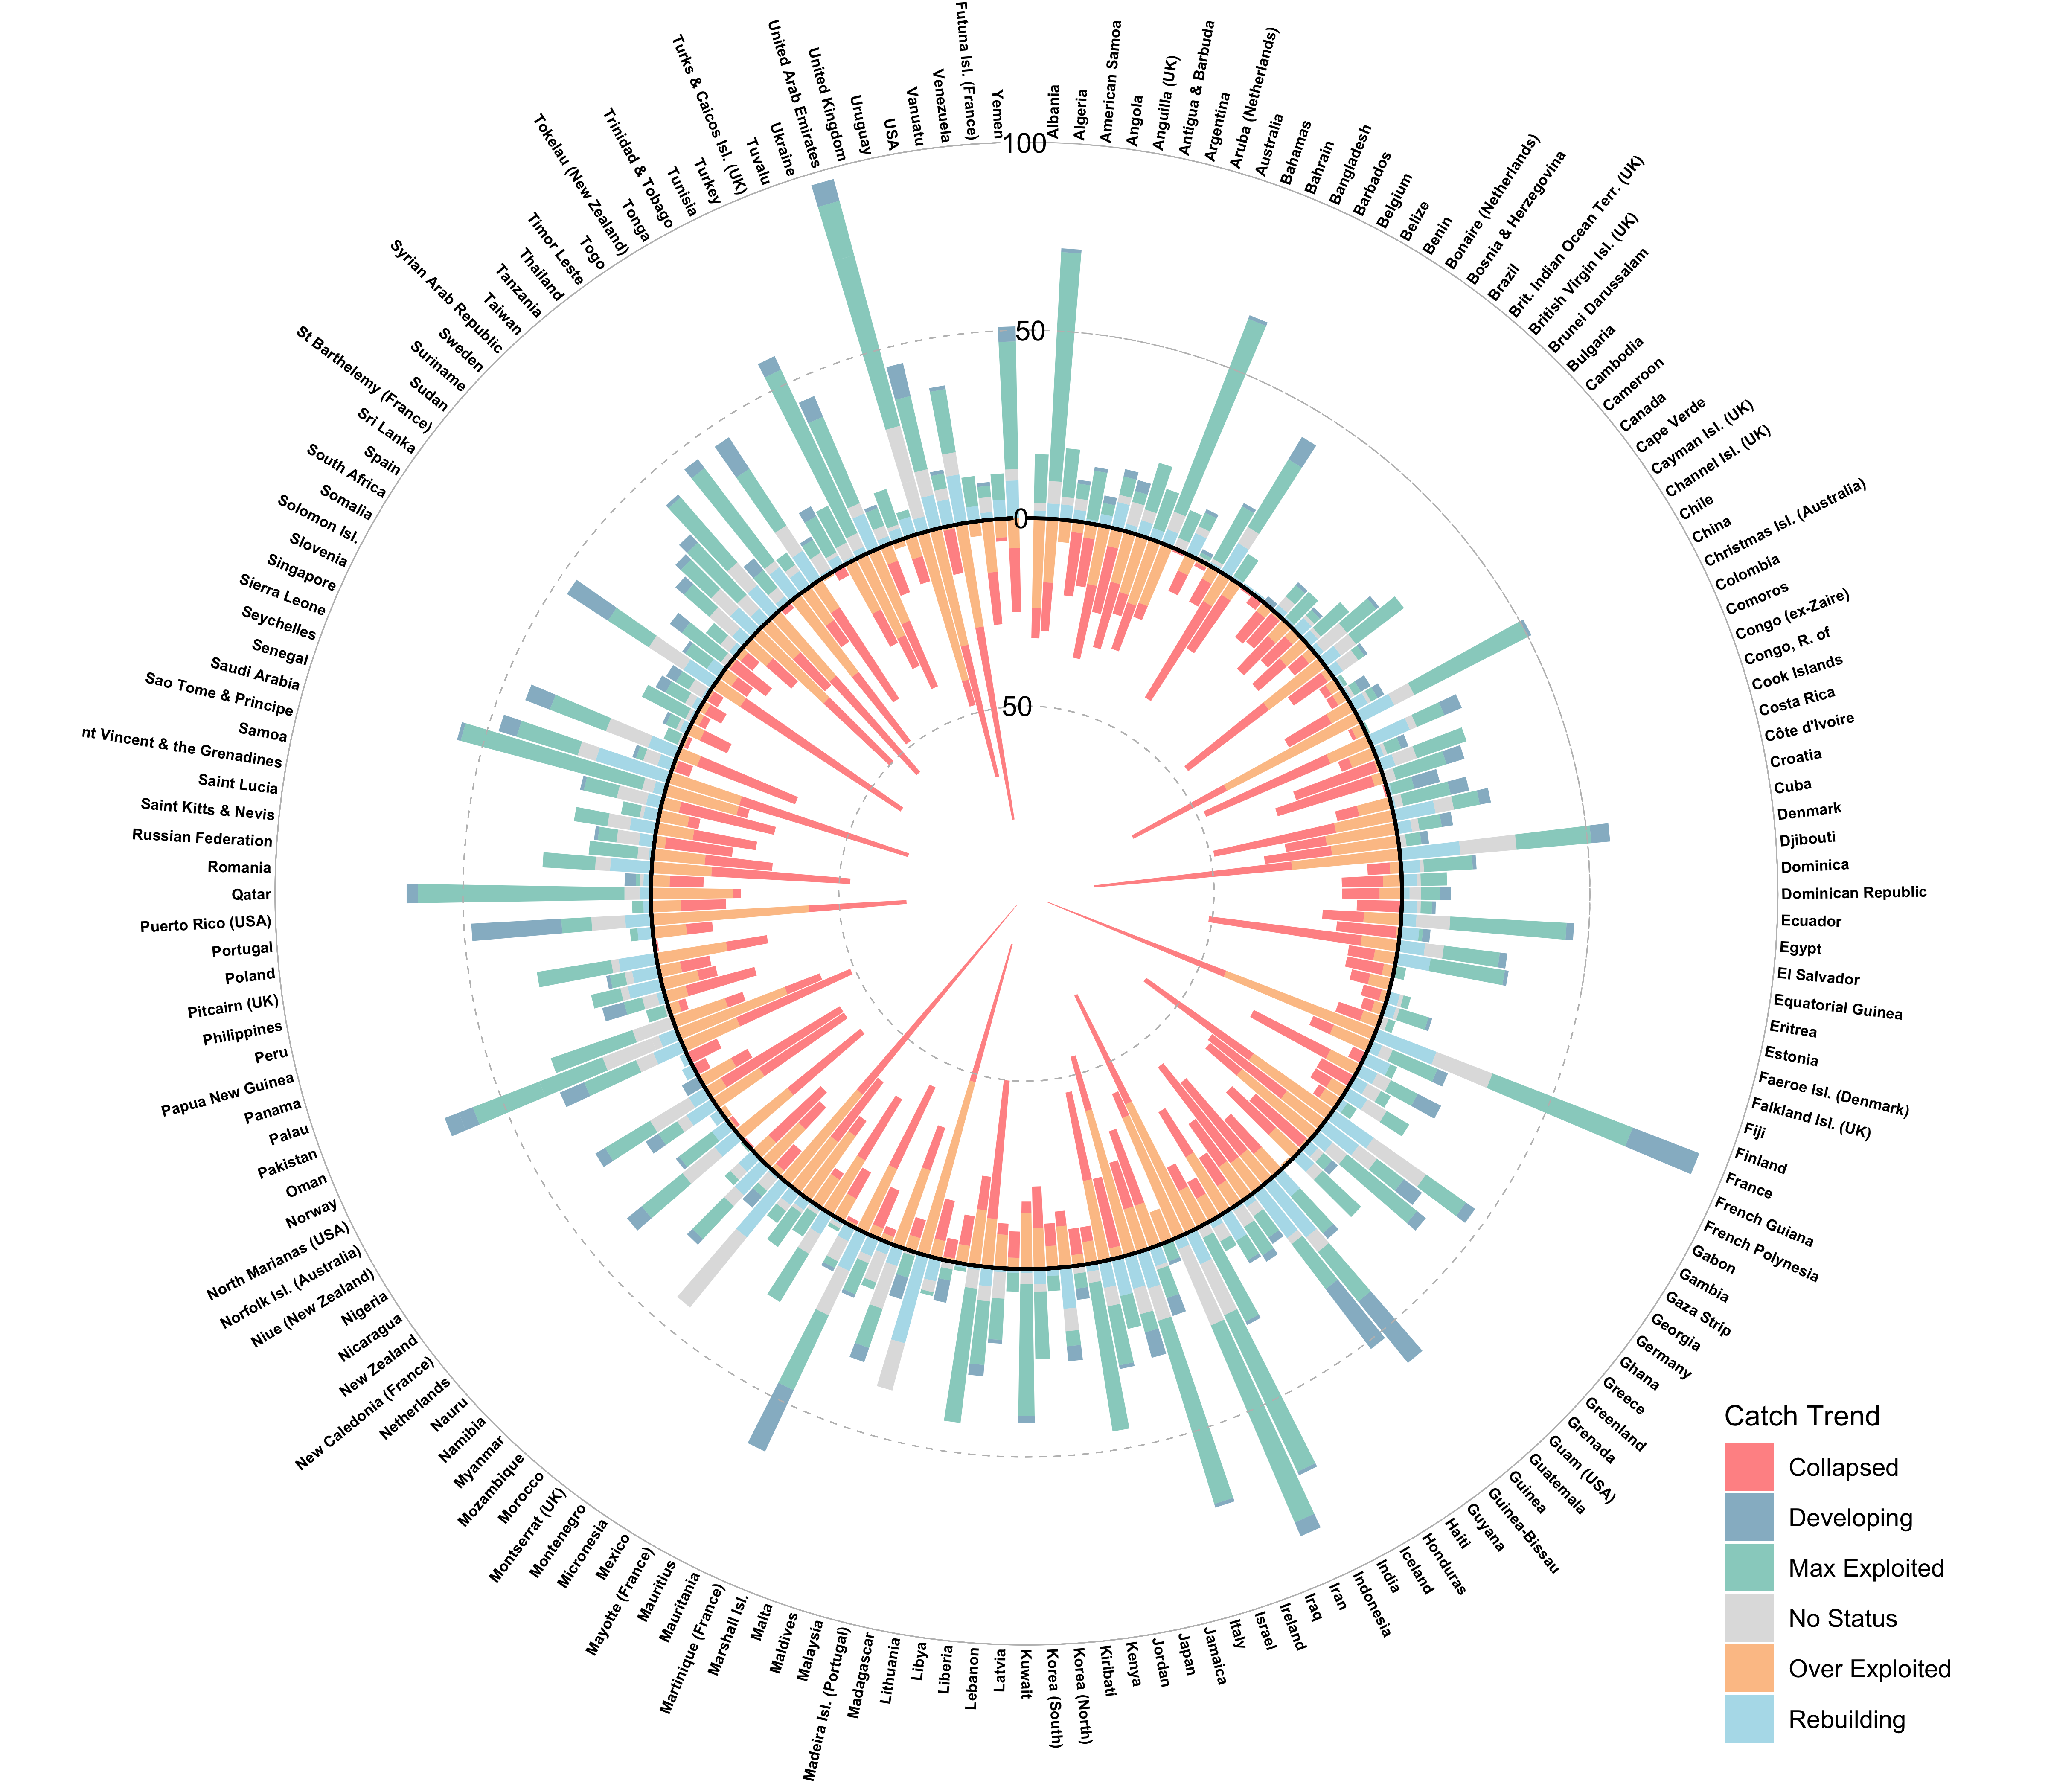 100
50
0
50
Albania
Algeria
American Samoa
Angola
Anguilla (UK)
Antigua & Barbuda
Argentina
Aruba (Netherlands)
Australia
Bahamas
Bahrain
Bangladesh
Barbados
Belgium
Belize
Benin
Bonaire (Netherlands)
Bosnia & Herzegovina
Brazil
Brit. Indian Ocean Terr. (UK)
British Virgin Isl. (UK)
Brunei Darussalam
Bulgaria
Cambodia
Cameroon
Canada
Cape Verde
Cayman Isl. (UK)
Channel Isl. (UK)
Chile
China
Christmas Isl. (Australia)
Colombia
Comoros
Congo (ex-Zaire)
Congo, R. of
Cook Islands
Costa Rica
Côte d'Ivoire
Croatia
Cuba
Denmark
Djibouti
Dominica
Dominican Republic
Ecuador
Egypt
El Salvador
Equatorial Guinea
Eritrea
Estonia
Faeroe Isl. (Denmark)
Falkland Isl. (UK)
Fiji
Finland
France
French Guiana
French Polynesia
Gabon
Gambia
Gaza Strip
Georgia
Germany
Ghana
Greece
Greenland
Grenada
Guam (USA)
Guatemala
Guinea
Guinea-Bissau
Guyana
Haiti
Honduras
Iceland
India
Indonesia
Iran
Iraq
Ireland
Israel
Italy
Jamaica
Japan
Jordan
Kenya
Kiribati
Korea (North)
Korea (South)
Kuwait
Latvia
Lebanon
Liberia
Libya
Lithuania
Madagascar
Madeira Isl. (Portugal)
Malaysia
Maldives
Malta
Marshall Isl.
Martinique (France)
Mauritania
Mauritius
Mayotte (France)
Mexico
Micronesia
Montenegro
Montserrat (UK)
Morocco
Mozambique
Myanmar
Namibia
Nauru
Netherlands
New Caledonia (France)
New Zealand
Nicaragua
Nigeria
Niue (New Zealand)
Norfolk Isl. (Australia)
North Marianas (USA)
Norway
Oman
Pakistan
Palau
Panama
Papua New Guinea
Peru
Philippines
Pitcairn (UK)
Poland
Portugal
Puerto Rico (USA)
Qatar
Romania
Russian Federation
Saint Kitts & Nevis
Saint Lucia
nt Vincent & the Grenadines
Samoa
Sao Tome & Principe
Saudi Arabia
Senegal
Seychelles
Sierra Leone
Singapore
Slovenia
Solomon Isl.
Somalia
South Africa
Spain
Sri Lanka
St Barthelemy (France)
Sudan
Suriname
Sweden
Syrian Arab Republic
Taiwan
Tanzania
Thailand
Timor Leste
Togo
Tokelau (New Zealand)
Tonga
Trinidad & Tobago
Tunisia
Turkey
Turks & Caicos Isl. (UK)
Tuvalu
Ukraine
United Arab Emirates
United Kingdom
Uruguay
USA
Vanuatu
Venezuela
Futuna Isl. (France)
Yemen
Catch Trend
Collapsed
Developing
Max Exploited
No Status
Over Exploited
Rebuilding